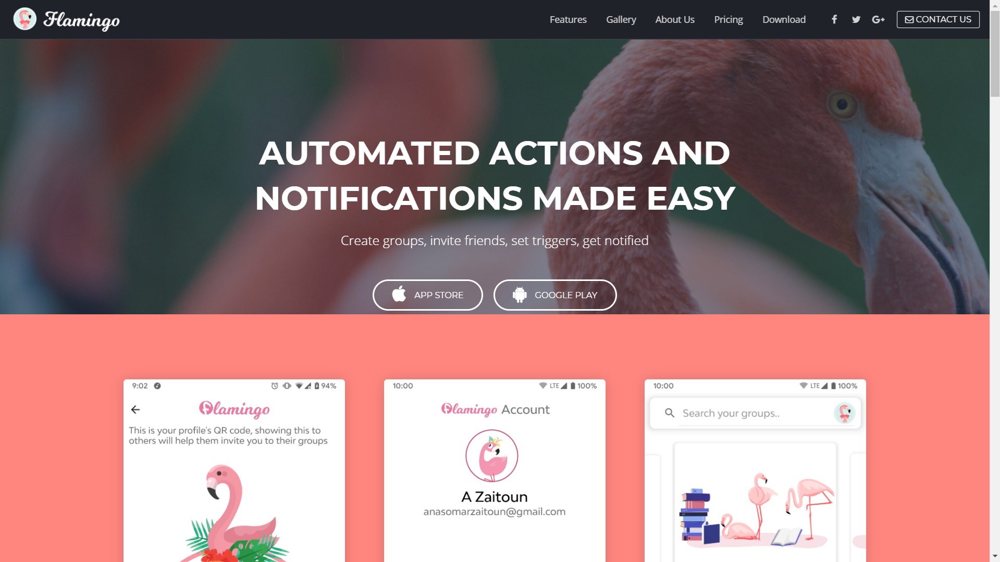 Flamingo
Features Gallery About Us Pricing Download G+ CONTACT US
AUTOMATED ACTIONS AND
NOTIFICATIONS MADE EASY
Create groups, invite friends, set triggers, get notified
APP STORE GOOGLE PLAY
9:02 94%
Flamingo
This is your profile's QR code, showing this to
others will help them invite you to their groups
10:00 LTE 100%
Flamingo Account
A Zaitoun
anasomarzaitoun@gmail.com
10:00 LTE 100%
Search your groups..